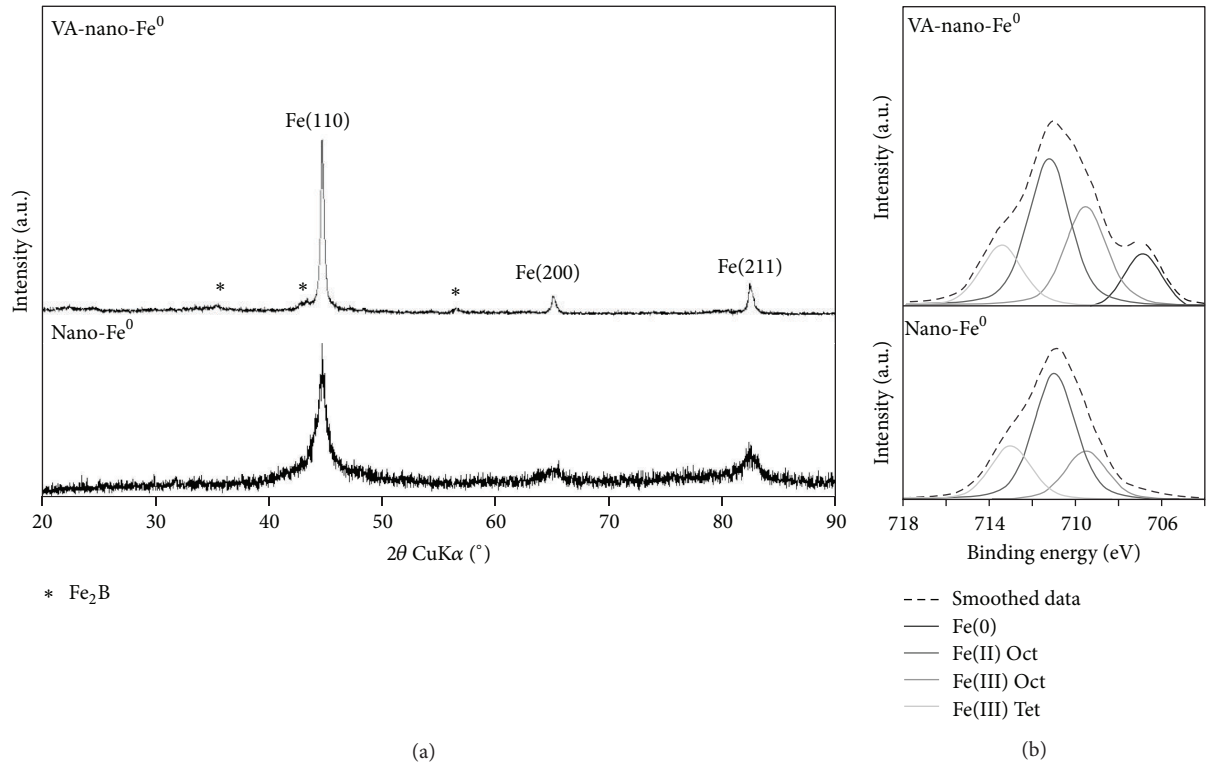 VA-nano-Fe⁰
Intensity (a.u.)
Fe(110)
*
*
*
Fe(200)
Fe(211)
Nano-Fe⁰
20 30 40 50 60 70 80 90
2θ CuKα (°)
* Fe₂B
(a)
VA-nano-Fe⁰
Intensity (a.u.)
Nano-Fe⁰
Intensity (a.u.)
718 714 710 706
Binding energy (eV)
Smoothed data
Fe(0)
Fe(II) Oct
Fe(III) Oct
Fe(III) Tet
(b)